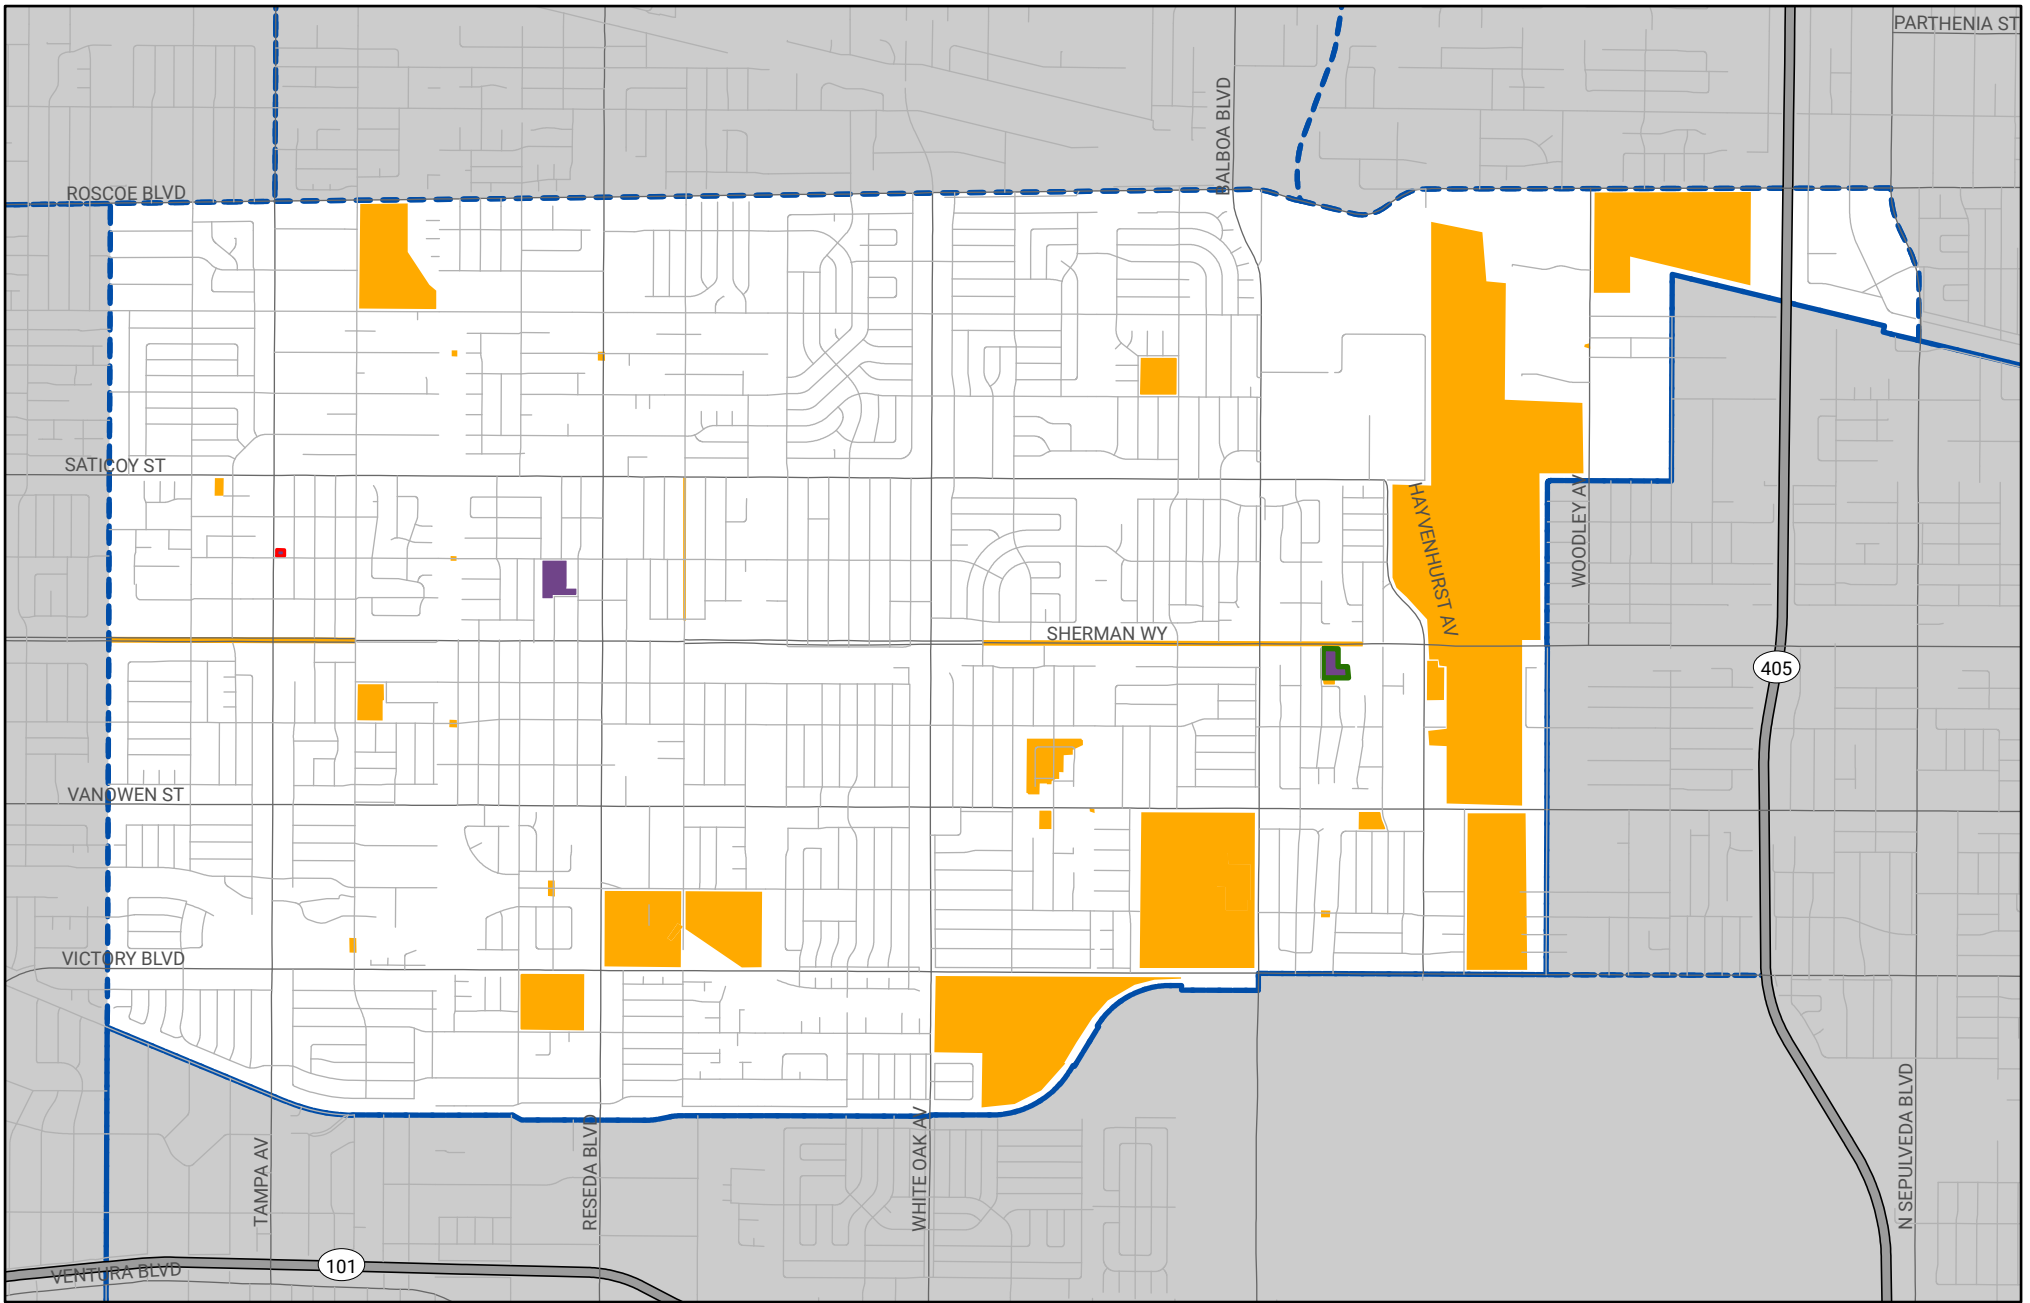 PARTHENIA ST
BALBOA BLVD
ROSCOE BLVD
SATICOY ST
HAYVENHURST AV
WOODLEY AV
SHERMAN WY
405
VANOWEN ST
VICTORY BLVD
TAMPA AV
RESEDA BLVD
WHITE OAK AV
N SEPULVEDA BLVD
101
VENTURA BLVD